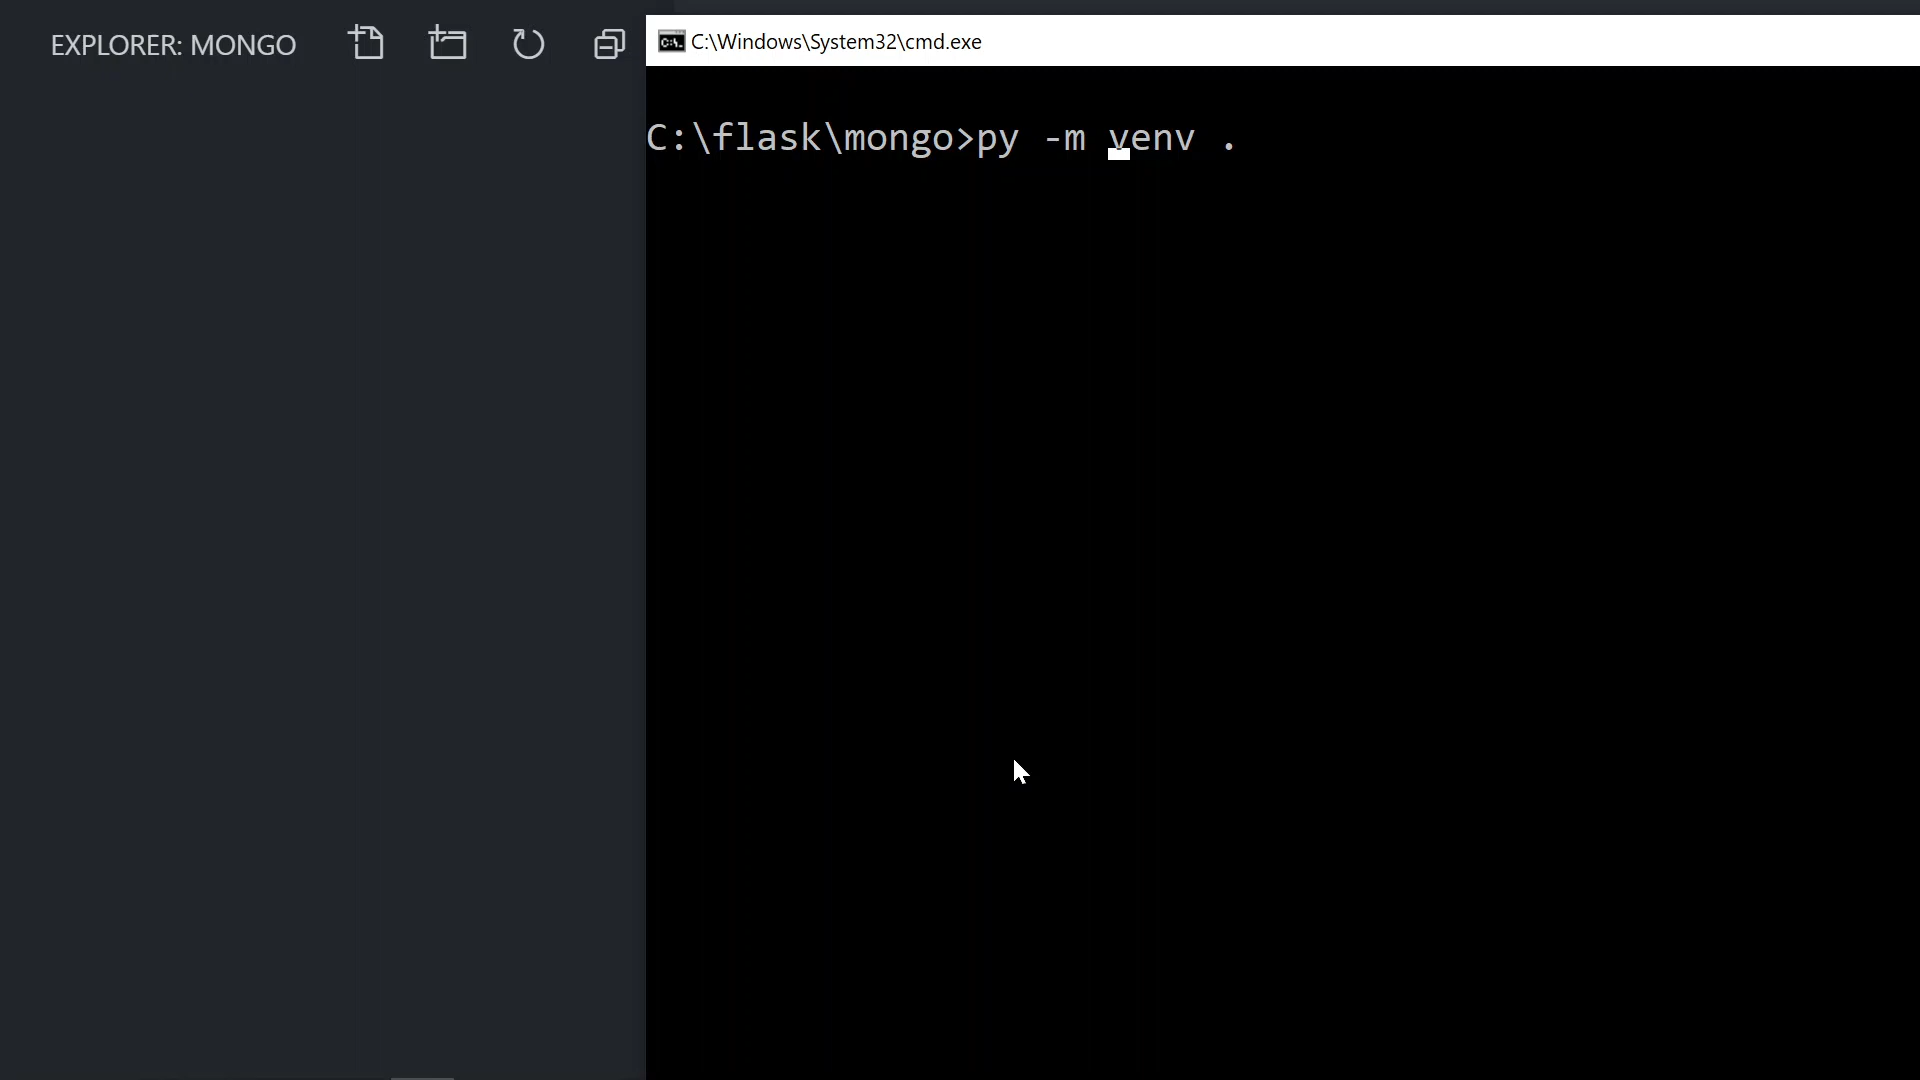 EXPLORER: MONGO
C:\Windows\System32\cmd.exe
C:\flask\mongo>py -m venv .